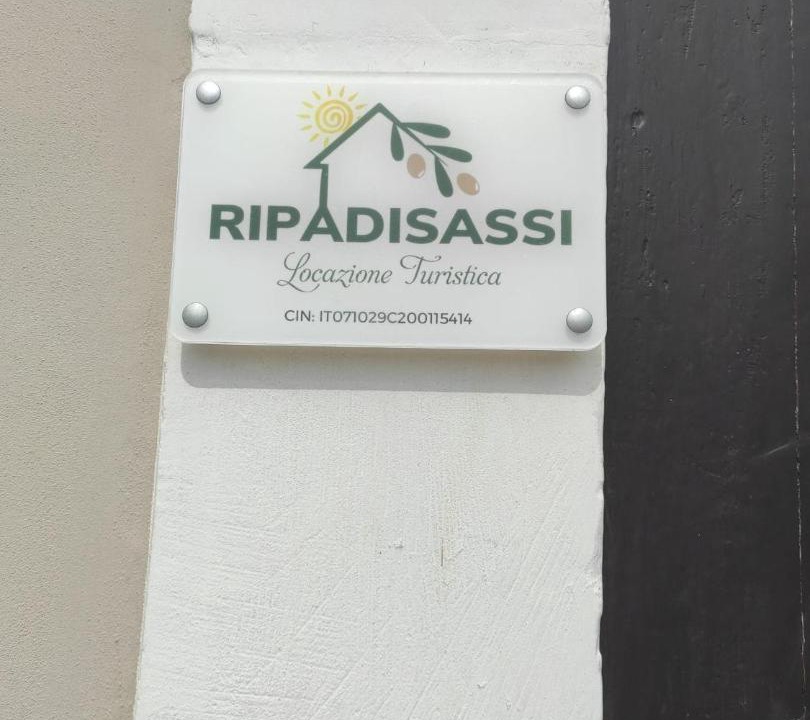 RIPADISASSI
Locazione Turistica
CIN: IT071029C200115414